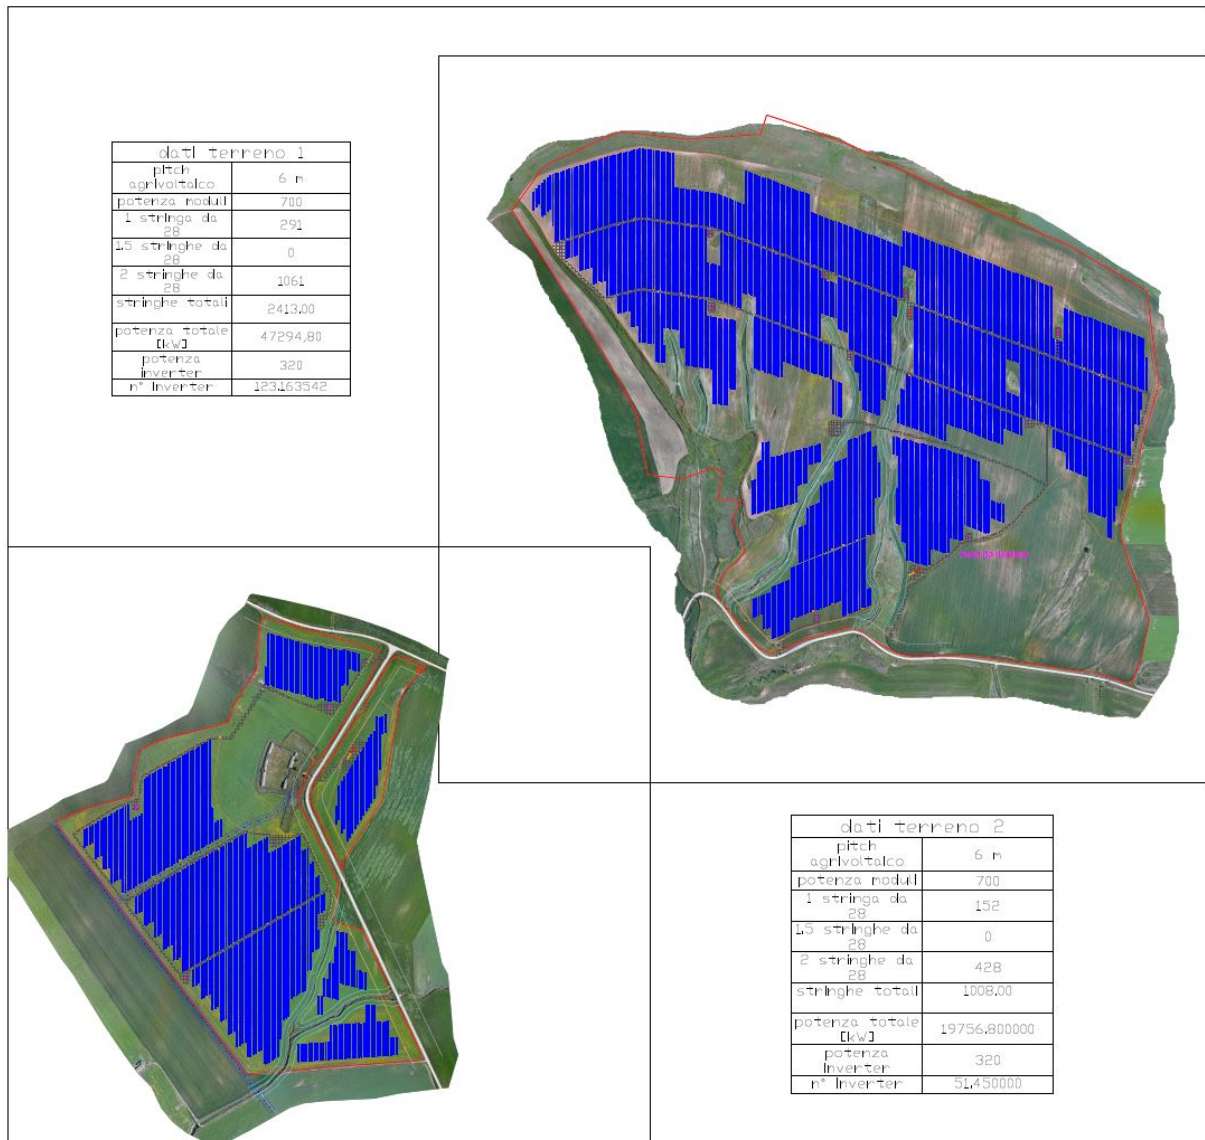 dati terreno 1
pitch
agrivoltaico
6 m
potenza moduli
700
1 stringa da
28
291
1.5 stringhe da
28
0
2 stringhe da
28
1061
stringhe totali
2413.00
potenza totale
[kW]
47294,80
potenza
inverter
320
n° Inverter
123.163542
dati terreno 2
pitch
agrivoltaico
6 m
potenza moduli
700
1 stringa da
28
152
1.5 stringhe da
28
0
2 stringhe da
28
428
stringhe totali
1008.00
potenza totale
[kW]
19756.800000
potenza
Inverter
320
n° Inverter
51.450000